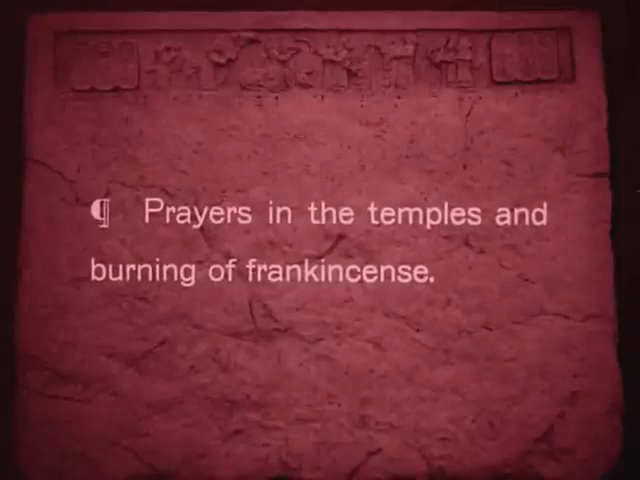 ¶ Prayers in the temples and
burning of frankincense.